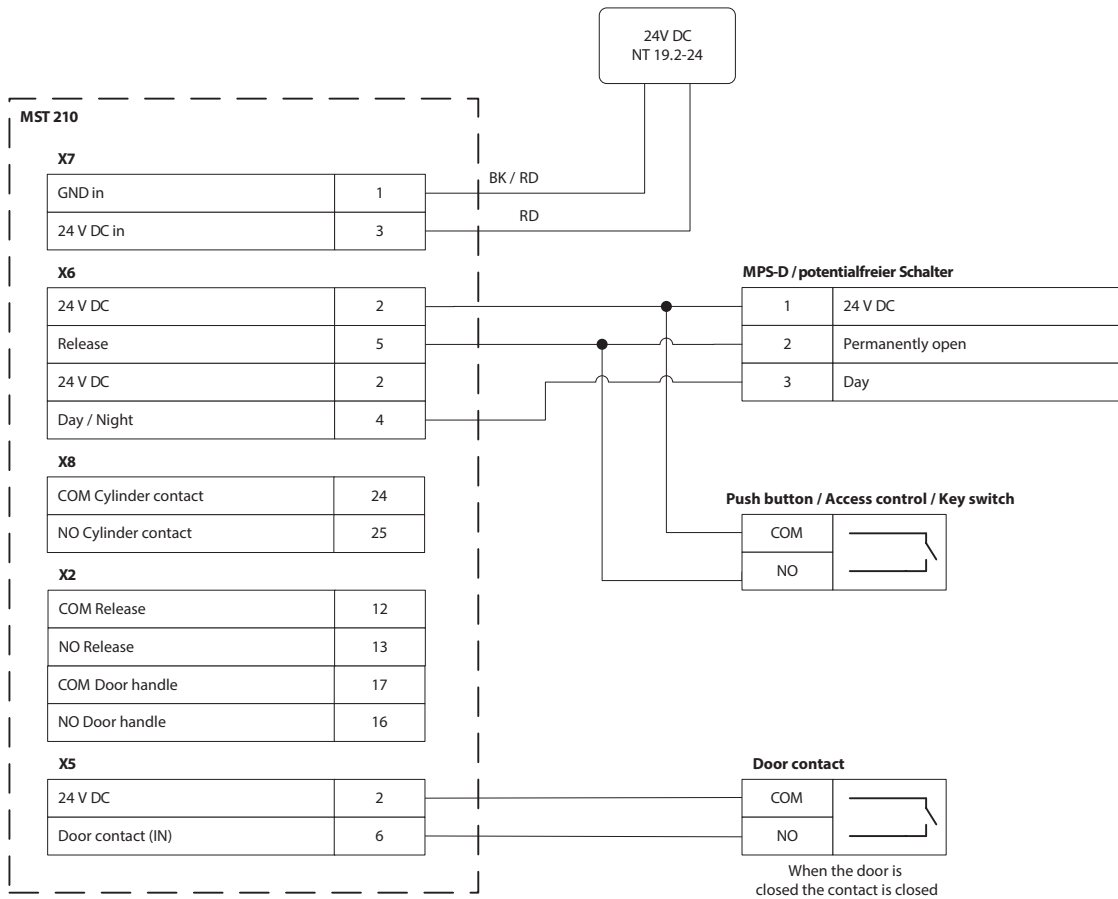 24V DC
NT 19.2-24
MST 210
X7
GND in 1
24 V DC in 3
BK / RD
RD
X6
24 V DC 2
Release 5
24 V DC 2
Day / Night 4
MPS-D / potentialfreier Schalter
1 24 V DC
2 Permanently open
3 Day
X8
COM Cylinder contact 24
NO Cylinder contact 25
Push button / Access control / Key switch
COM
NO
X2
COM Release 12
NO Release 13
COM Door handle 17
NO Door handle 16
X5
24 V DC 2
Door contact (IN) 6
Door contact
COM
NO
When the door is
closed the contact is closed